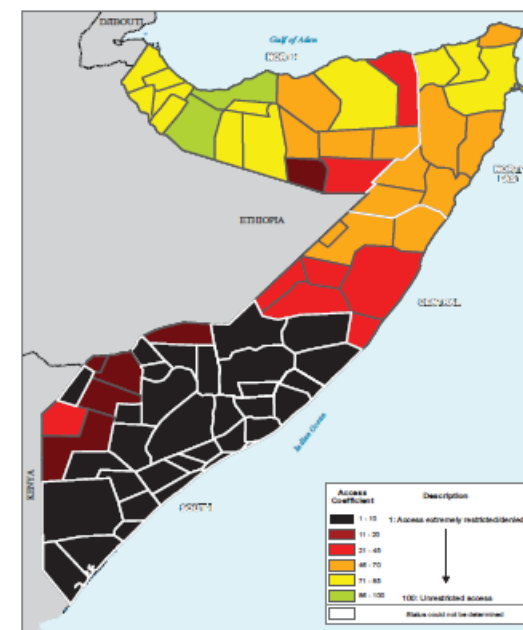 DJIBOUTI
Gulf of Aden
ETHIOPIA
CENTRAL
Indian Ocean
KENYA
SOUTH
Access
Coefficient
Description
1 - 10
1: Access extremely restricted/denied
11 - 20
21 - 45
46 - 70
71 - 85
86 - 100
100: Unrestricted access
Status could not be determined